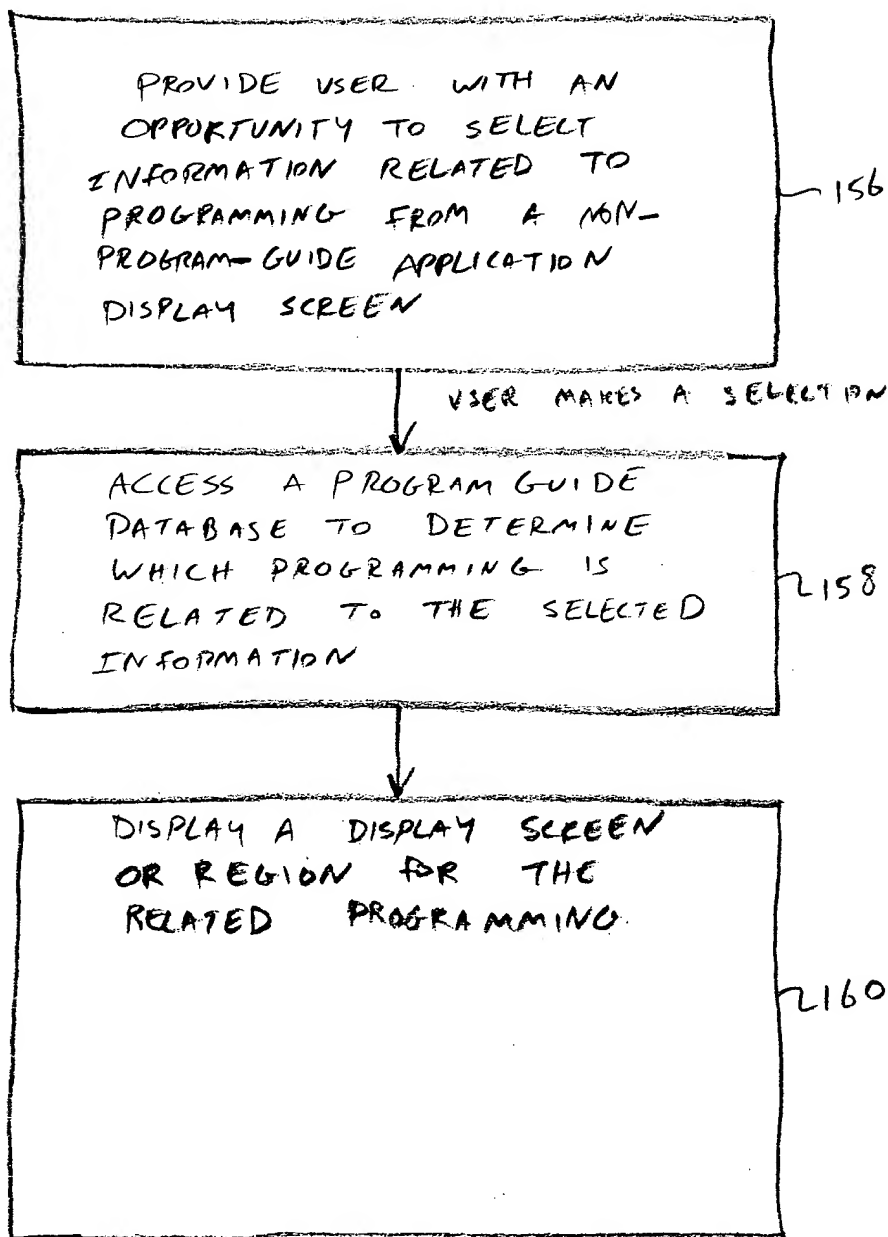 PROVIDE USER WITH AN
OPPORTUNITY TO SELECT
INFORMATION RELATED TO
PROGRAMMING FROM A NON-
PROGRAM-GUIDE APPLICATION
DISPLAY SCREEN
156
USER MAKES A SELECTION
ACCESS A PROGRAM GUIDE
DATABASE TO DETERMINE
WHICH PROGRAMMING IS
RELATED TO THE SELECTED
INFORMATION
158
DISPLAY A DISPLAY SCREEN
OR REGION FOR THE
RELATED PROGRAMMING.
160